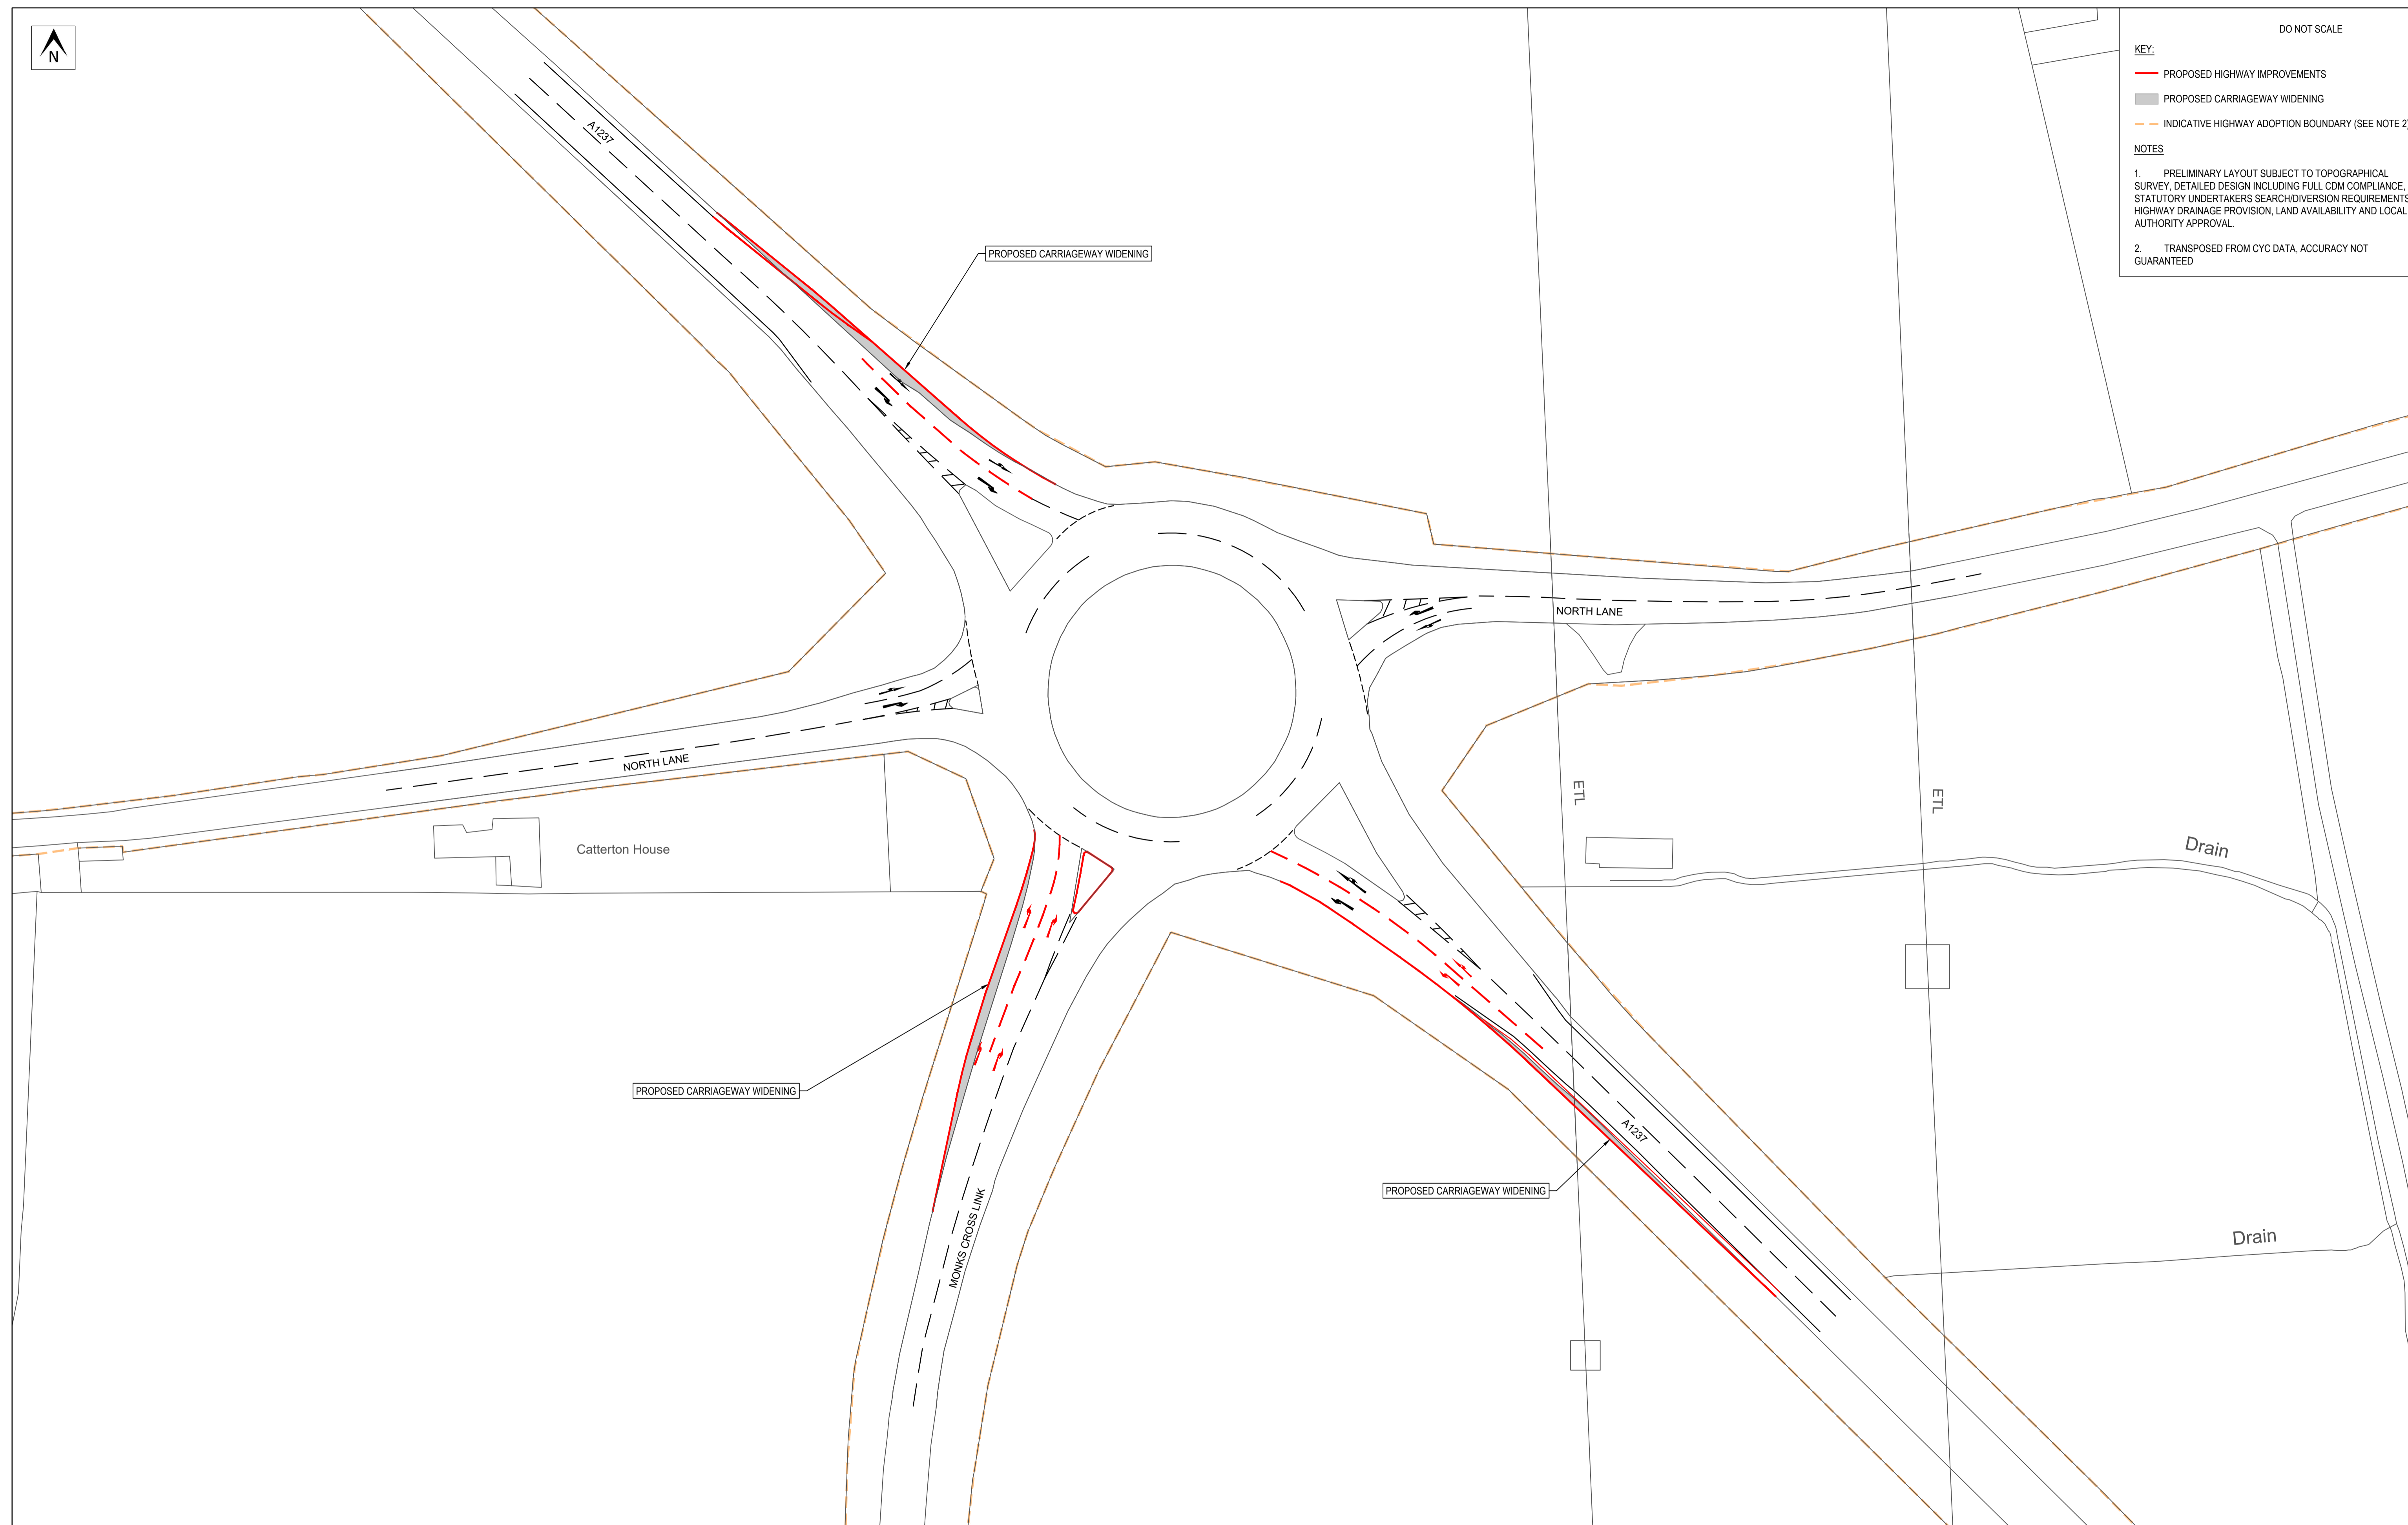 N
DO NOT SCALE
KEY:
PROPOSED HIGHWAY IMPROVEMENTS
PROPOSED CARRIAGEWAY WIDENING
INDICATIVE HIGHWAY ADOPTION BOUNDARY (SEE NOTE 2)
NOTES
1. PRELIMINARY LAYOUT SUBJECT TO TOPOGRAPHICAL
SURVEY, DETAILED DESIGN INCLUDING FULL CDM COMPLIANCE,
STATUTORY UNDERTAKERS SEARCH/DIVERSION REQUIREMENTS
HIGHWAY DRAINAGE PROVISION, LAND AVAILABILITY AND LOCAL
AUTHORITY APPROVAL.
2. TRANSPOSED FROM CYC DATA, ACCURACY NOT
GUARANTEED
A1237
PROPOSED CARRIAGEWAY WIDENING
NORTH LANE
NORTH LANE
ETL
ETL
Catterton House
Drain
PROPOSED CARRIAGEWAY WIDENING
A1237
PROPOSED CARRIAGEWAY WIDENING
MONKS CROSS LINK
Drain